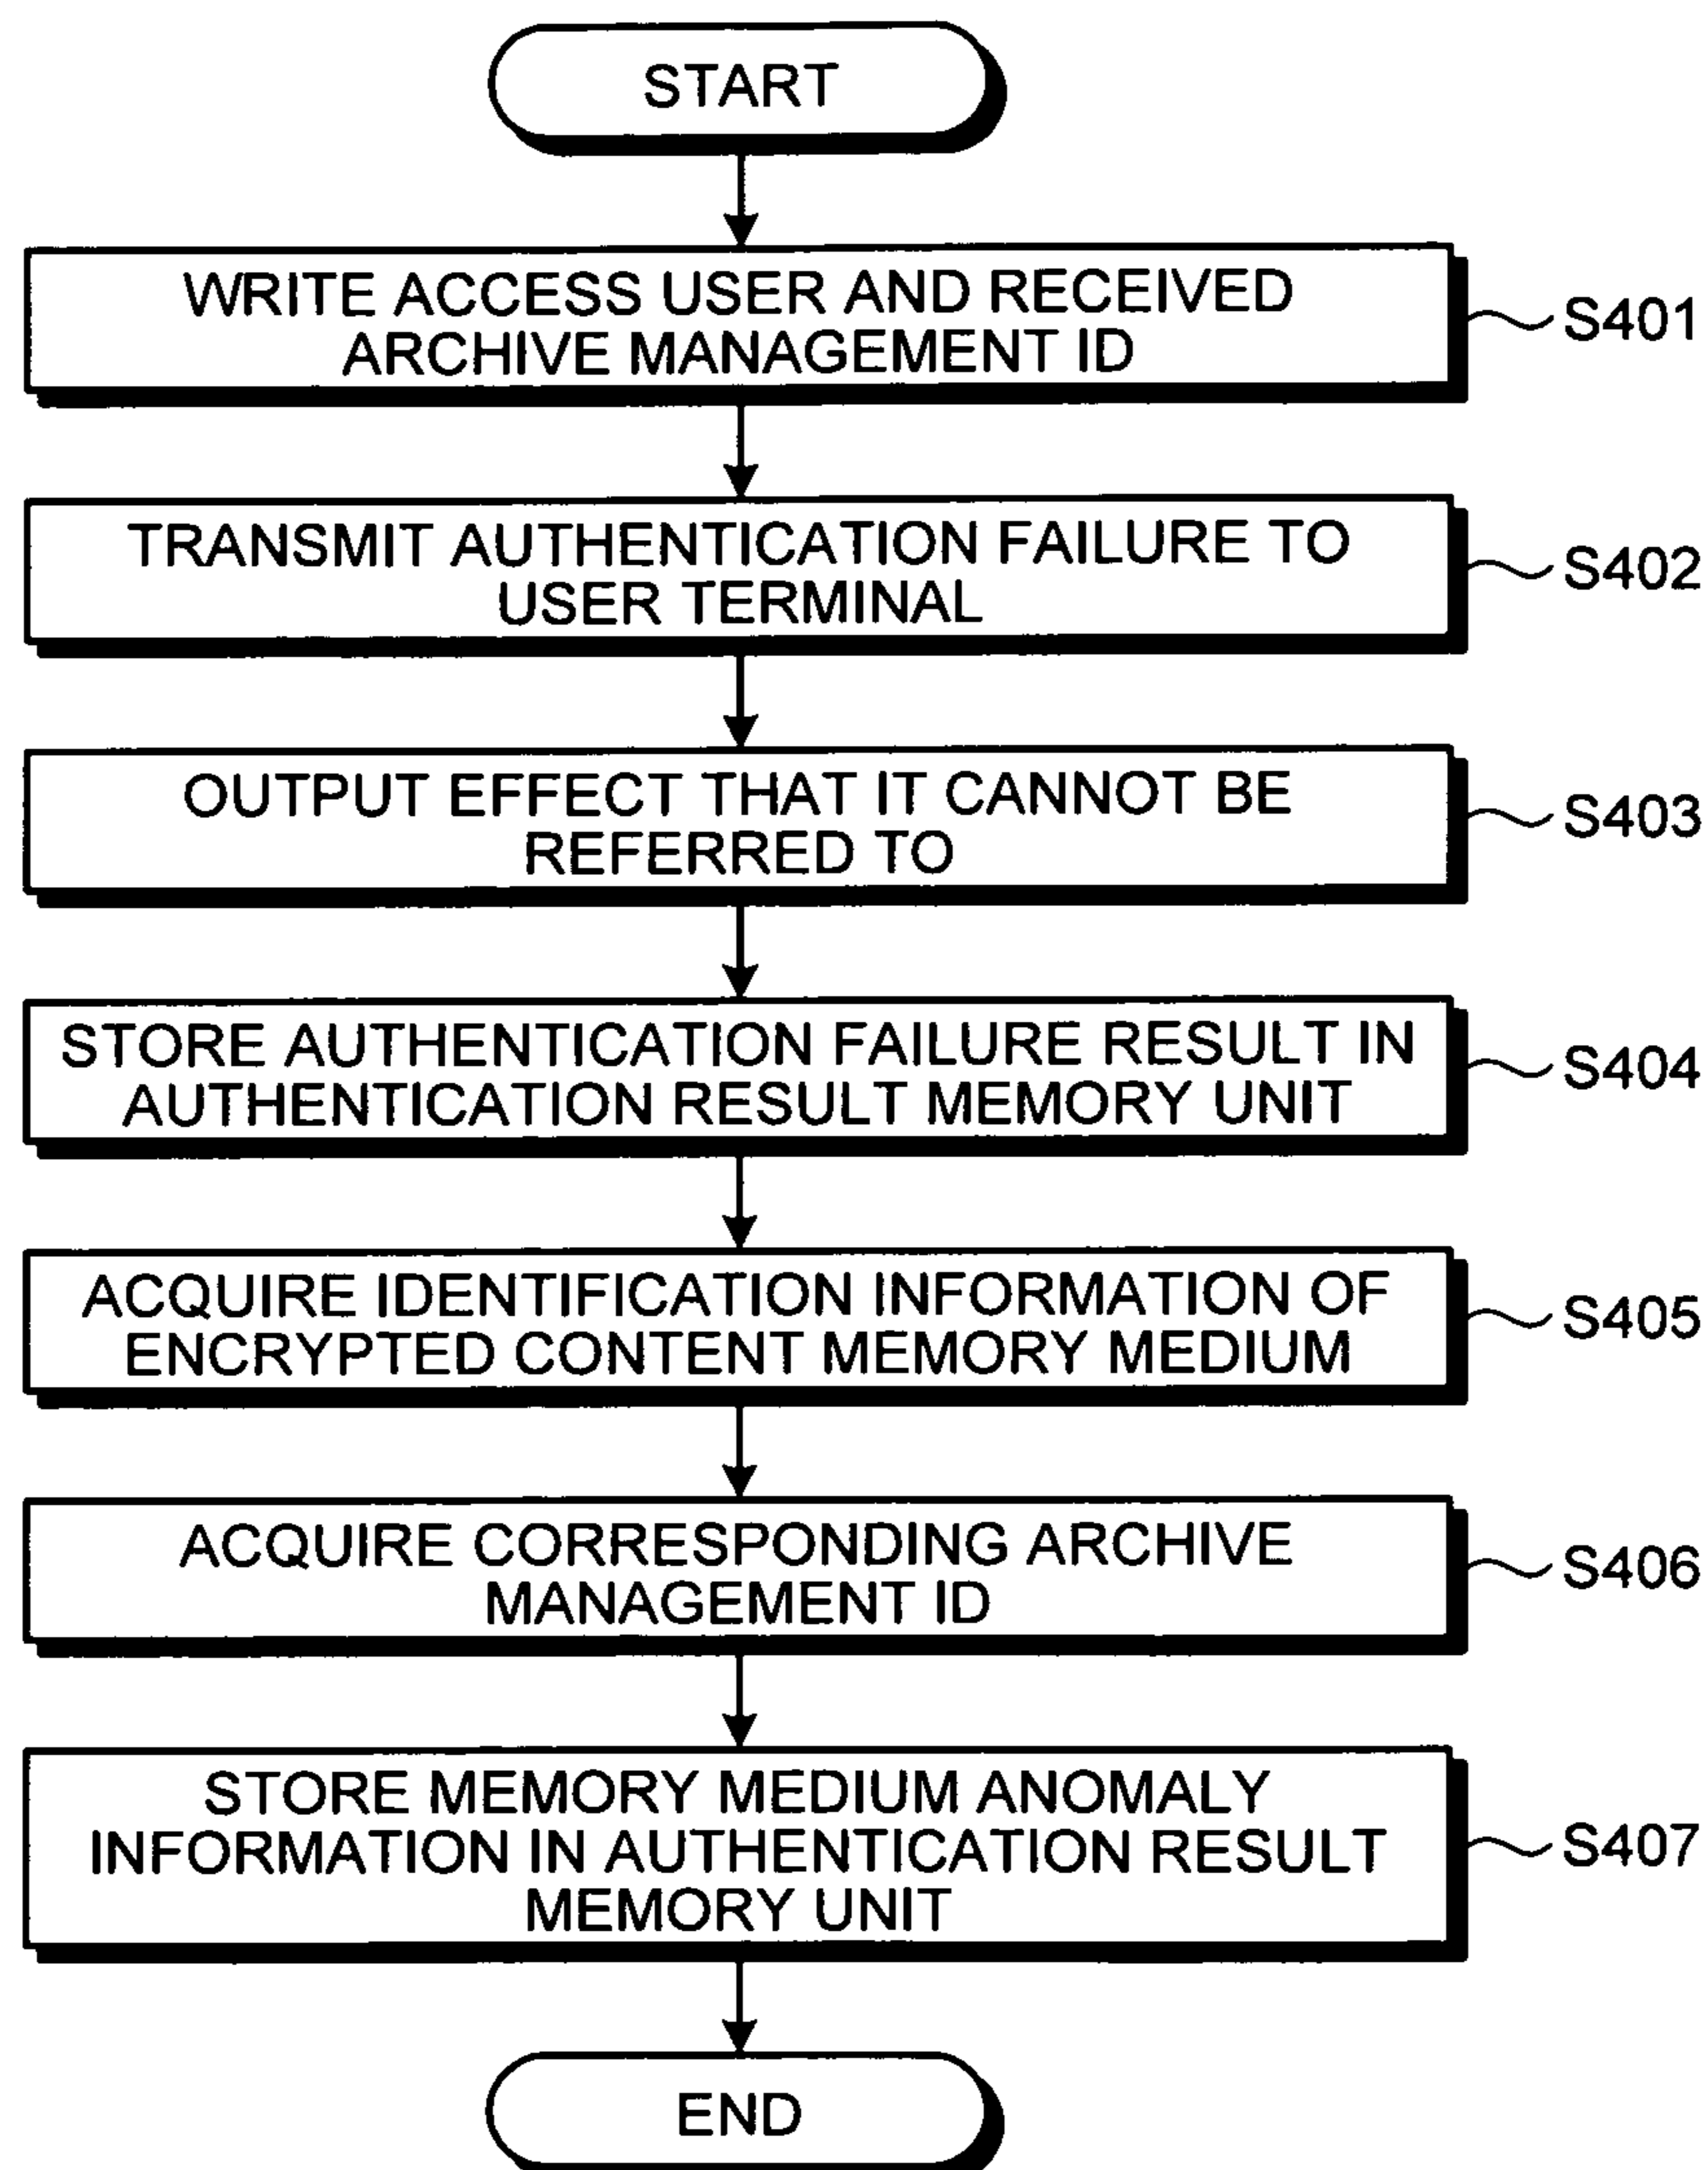 START
WRITE ACCESS USER AND RECEIVED
ARCHIVE MANAGEMENT ID
S401
TRANSMIT AUTHENTICATION FAILURE TO
USER TERMINAL
S402
OUTPUT EFFECT THAT IT CANNOT BE
REFERRED TO
S403
STORE AUTHENTICATION FAILURE RESULT IN
AUTHENTICATION RESULT MEMORY UNIT
S404
ACQUIRE IDENTIFICATION INFORMATION OF
ENCRYPTED CONTENT MEMORY MEDIUM
S405
ACQUIRE CORRESPONDING ARCHIVE
MANAGEMENT ID
S406
STORE MEMORY MEDIUM ANOMALY
INFORMATION IN AUTHENTICATION RESULT
MEMORY UNIT
S407
END